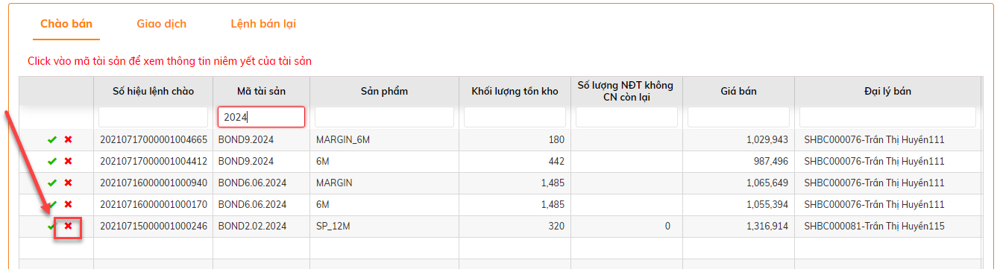 Chào bán Giao dịch Lệnh bán lại
Click vào mã tài sản để xem thông tin niêm yết của tài sản
Số hiệu lệnh chào Mã tài sản Sản phẩm Khối lượng tồn kho Số lượng NĐT không CN còn lại Giá bán Đại lý bán
2024
20210717000001004665 BOND9.2024 MARGIN_6M 180 1,029,943 SHBC000076-Trần Thị Huyền111
20210717000001004412 BOND9.2024 6M 442 987,496 SHBC000076-Trần Thị Huyền111
20210716000001000940 BOND6.06.2024 MARGIN 1,485 1,065,649 SHBC000076-Trần Thị Huyền111
20210716000001000170 BOND6.06.2024 6M 1,485 1,055,394 SHBC000076-Trần Thị Huyền111
20210715000001000246 BOND2.02.2024 SP_12M 320 0 1,316,914 SHBC000081-Trần Thị Huyền115